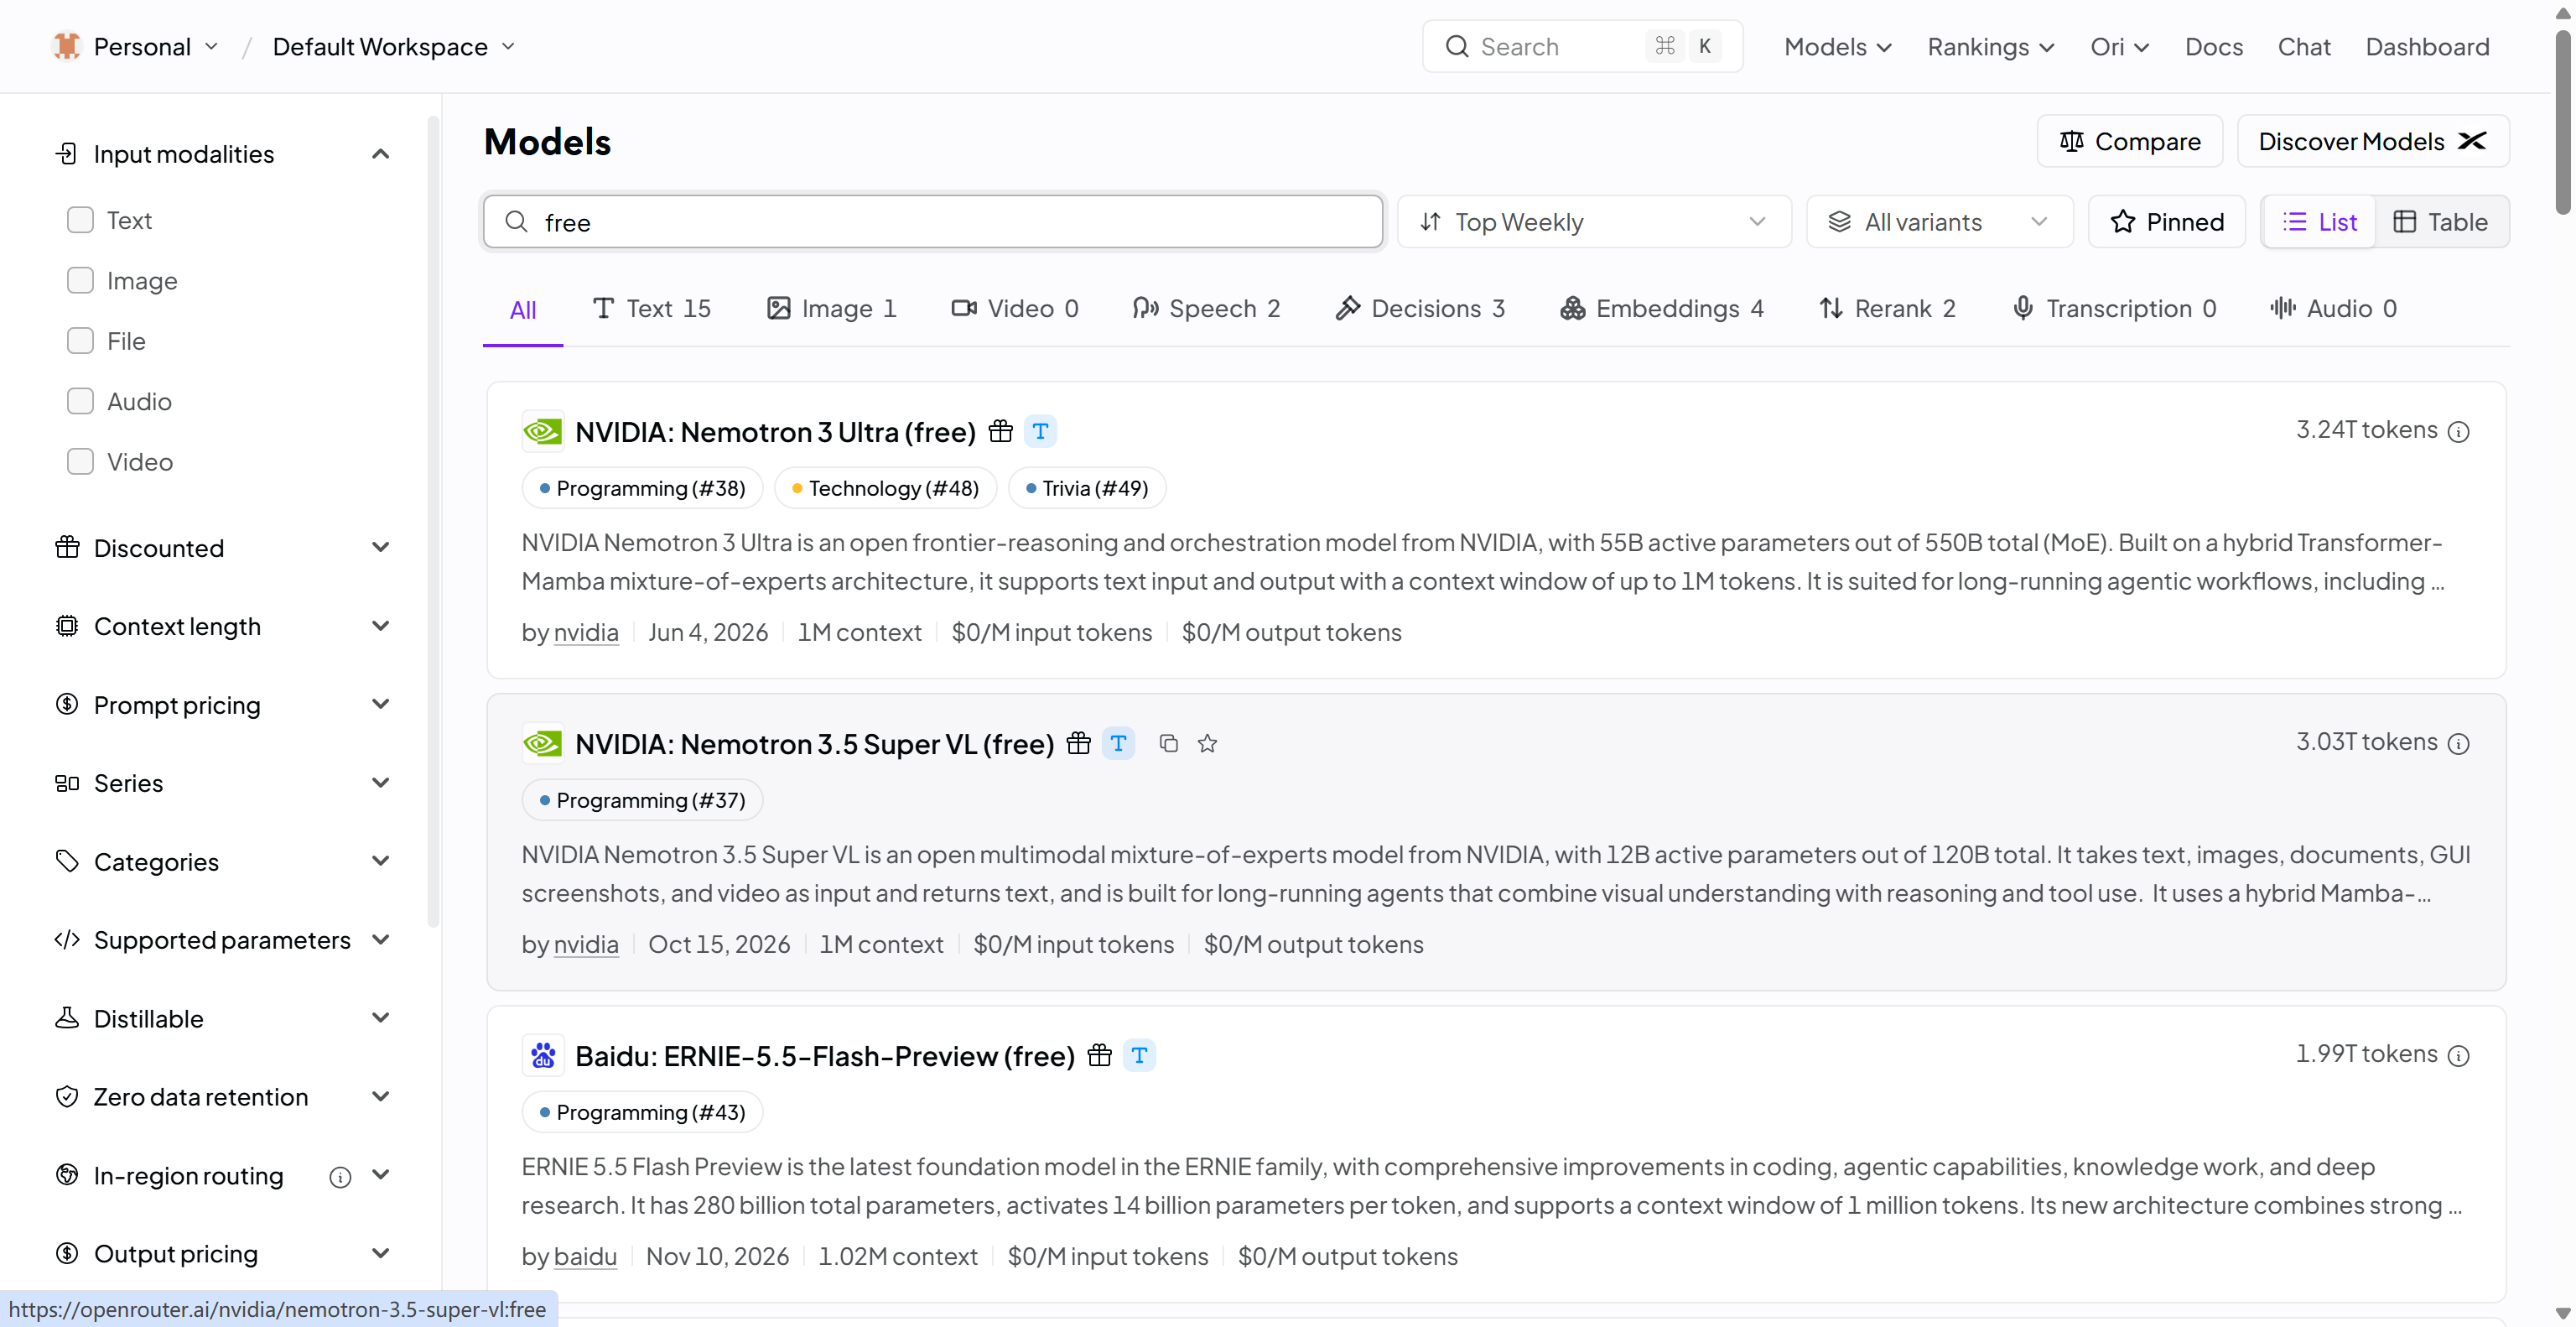 Personal / Default Workspace
Search ⌘ K
Models Rankings Ori Docs Chat Dashboard
Input modalities
Text
Image
File
Audio
Video
Discounted
Context length
Prompt pricing
Series
Categories
Supported parameters
Distillable
Zero data retention
In-region routing
Output pricing
Models
Compare
Discover Models
free
Top Weekly
All variants
Pinned
List
Table
All Text 15 Image 1 Video 0 Speech 2 Decisions 3 Embeddings 4 Rerank 2 Transcription 0 Audio 0
NVIDIA: Nemotron 3 Ultra (free) T
3.24T tokens
Programming (#38) Technology (#48) Trivia (#49)
NVIDIA Nemotron 3 Ultra is an open frontier-reasoning and orchestration model from NVIDIA, with 55B active parameters out of 550B total (MoE). Built on a hybrid Transformer-
Mamba mixture-of-experts architecture, it supports text input and output with a context window of up to 1M tokens. It is suited for long-running agentic workflows, including ...
by nvidia Jun 4, 2026 1M context $0/M input tokens $0/M output tokens
NVIDIA: Nemotron 3.5 Super VL (free) T
3.03T tokens
Programming (#37)
NVIDIA Nemotron 3.5 Super VL is an open multimodal mixture-of-experts model from NVIDIA, with 12B active parameters out of 120B total. It takes text, images, documents, GUI
screenshots, and video as input and returns text, and is built for long-running agents that combine visual understanding with reasoning and tool use. It uses a hybrid Mamba-...
by nvidia Oct 15, 2026 1M context $0/M input tokens $0/M output tokens
du
Baidu: ERNIE-5.5-Flash-Preview (free) T
1.99T tokens
Programming (#43)
ERNIE 5.5 Flash Preview is the latest foundation model in the ERNIE family, with comprehensive improvements in coding, agentic capabilities, knowledge work, and deep
research. It has 280 billion total parameters, activates 14 billion parameters per token, and supports a context window of 1 million tokens. Its new architecture combines strong ...
by baidu Nov 10, 2026 1.02M context $0/M input tokens $0/M output tokens
https://openrouter.ai/nvidia/nemotron-3.5-super-vl:free